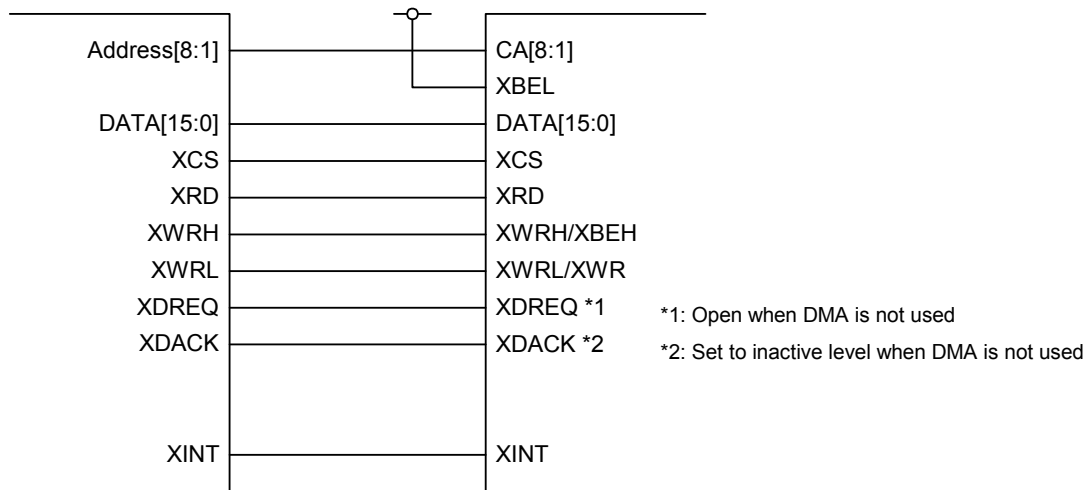 Address[8:1] CA[8:1]
XBEL
DATA[15:0] DATA[15:0]
XCS XCS
XRD XRD
XWRH XWRH/XBEH
XWRL XWRL/XWR
XDREQ XDREQ *1 *1: Open when DMA is not used
XDACK XDACK *2 *2: Set to inactive level when DMA is not used
XINT XINT